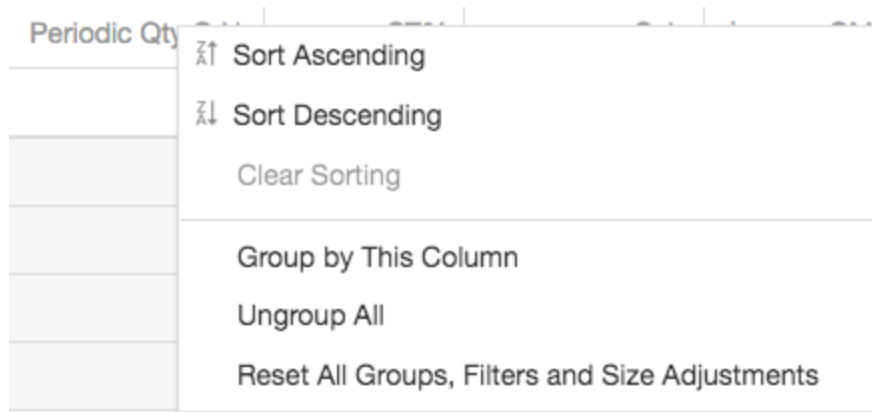 Periodic Qty
Sort Ascending
Sort Descending
Clear Sorting
Group by This Column
Ungroup All
Reset All Groups, Filters and Size Adjustments